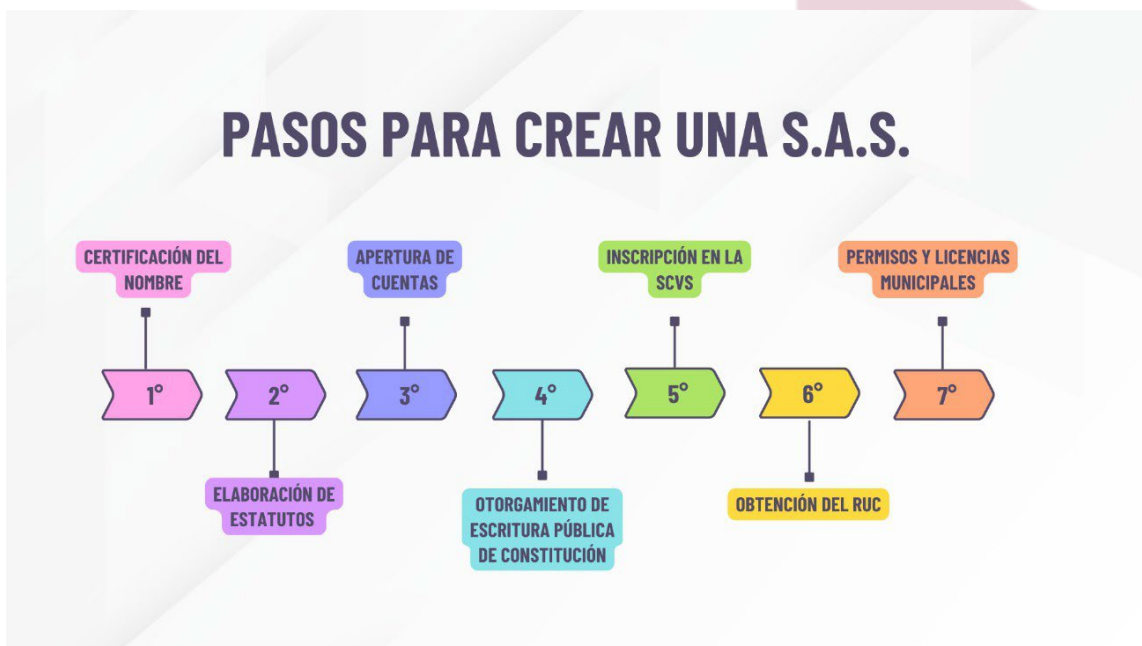 PASOS PARA CREAR UNA S.A.S.
CERTIFICACIÓN DEL
NOMBRE
APERTURA DE
CUENTAS
INSCRIPCIÓN EN LA
SCVS
PERMISOS Y LICENCIAS
MUNICIPALES
1°
2°
3°
4°
5°
6°
7°
ELABORACIÓN DE
ESTATUTOS
OTORGAMIENTO DE
ESCRITURA PÚBLICA
DE CONSTITUCIÓN
OBTENCIÓN DEL RUC